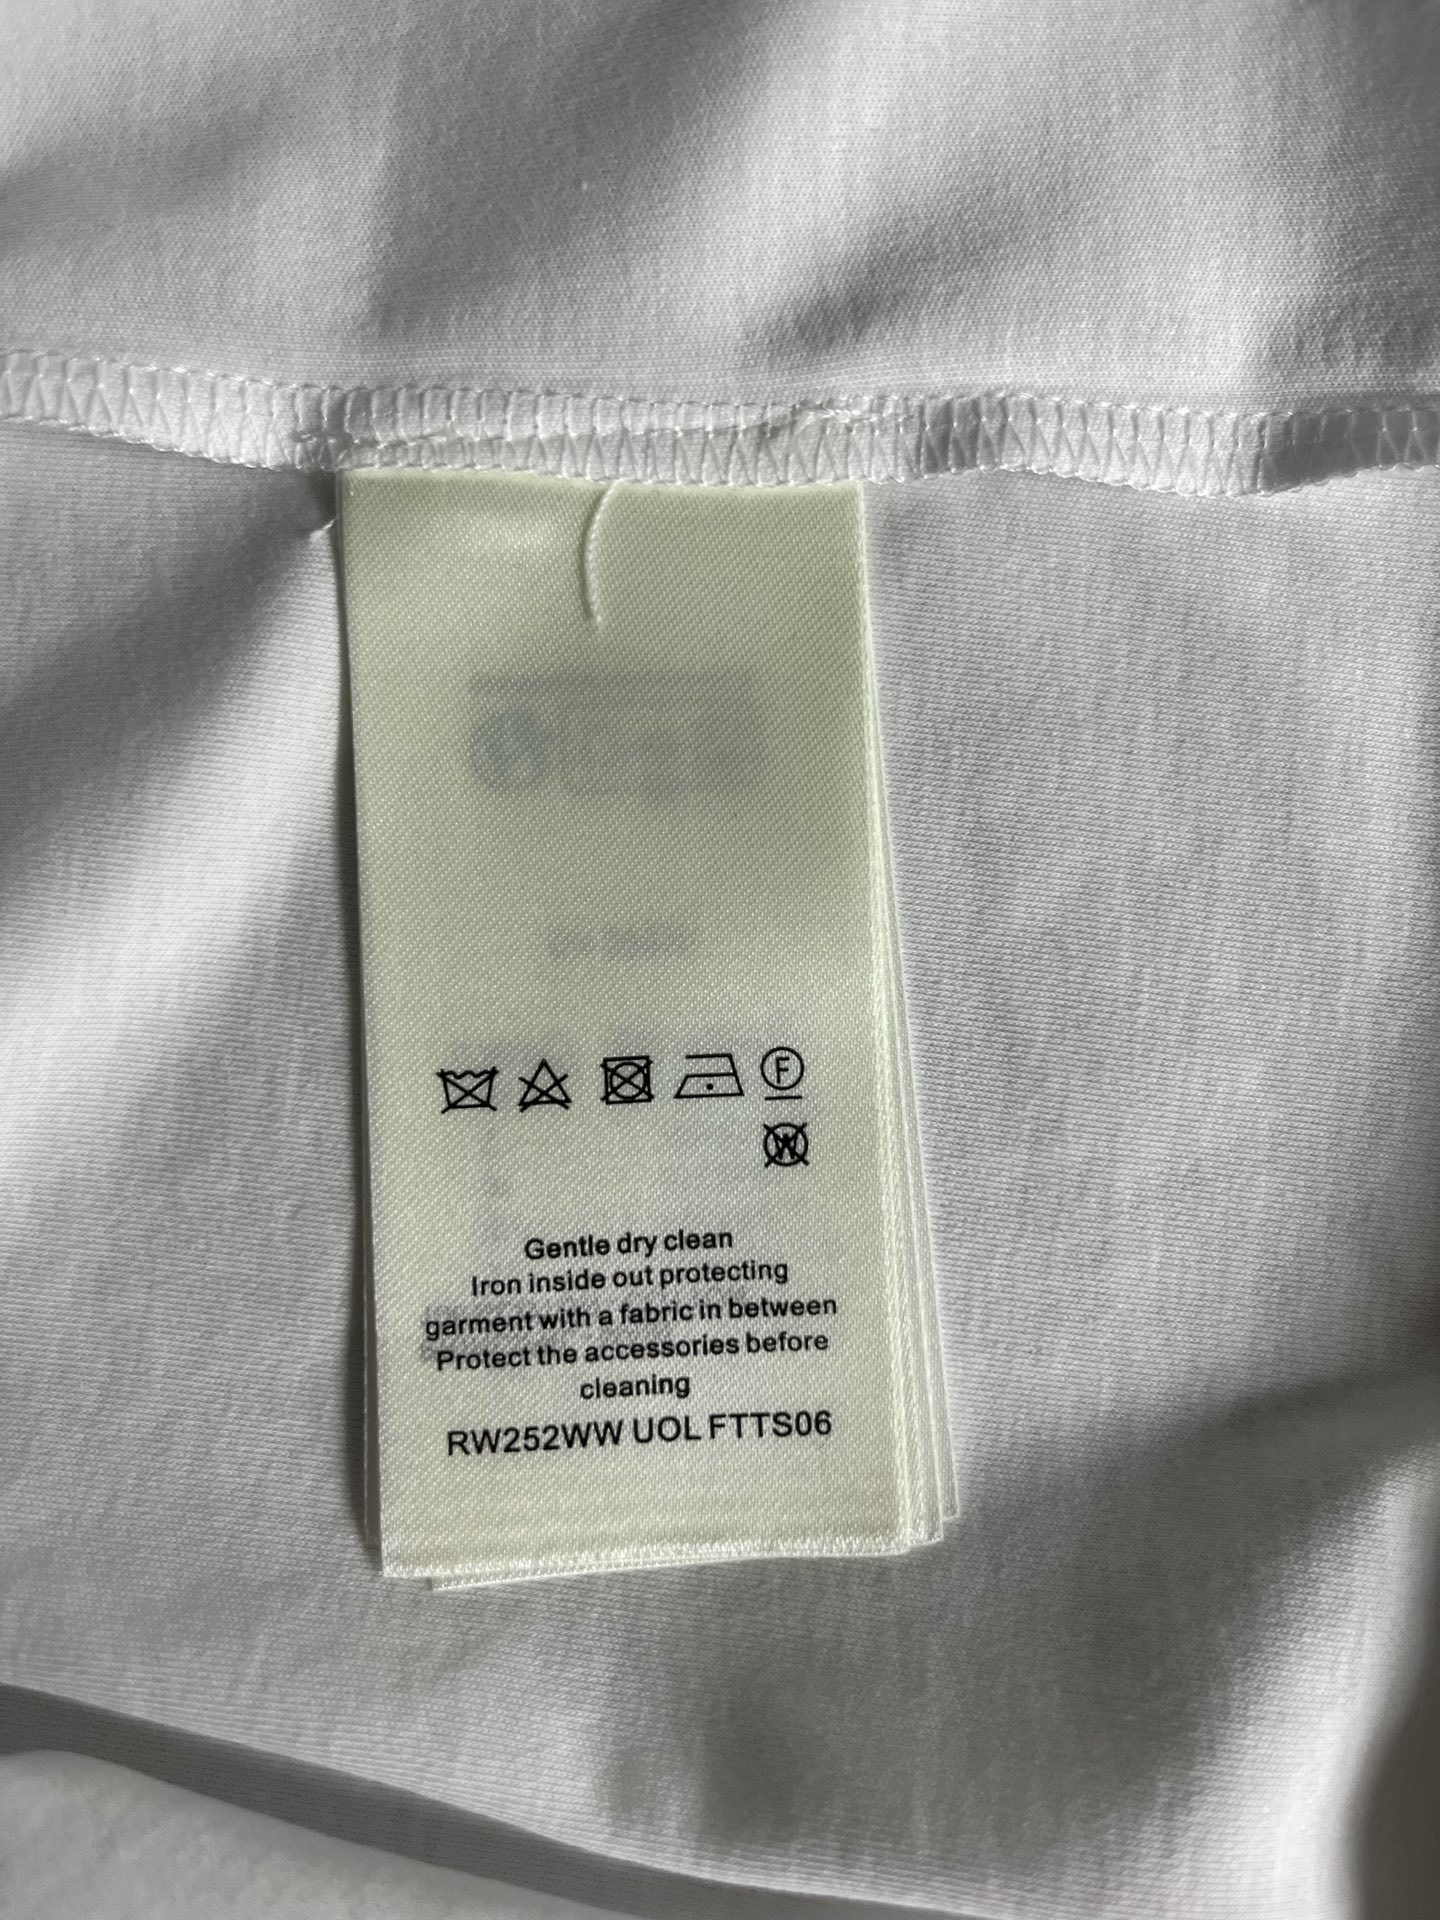 F
W
Gentle dry clean
Iron inside out protecting
garment with a fabric in between
Protect the accessories before
cleaning
RW252WW UOL FTTS06